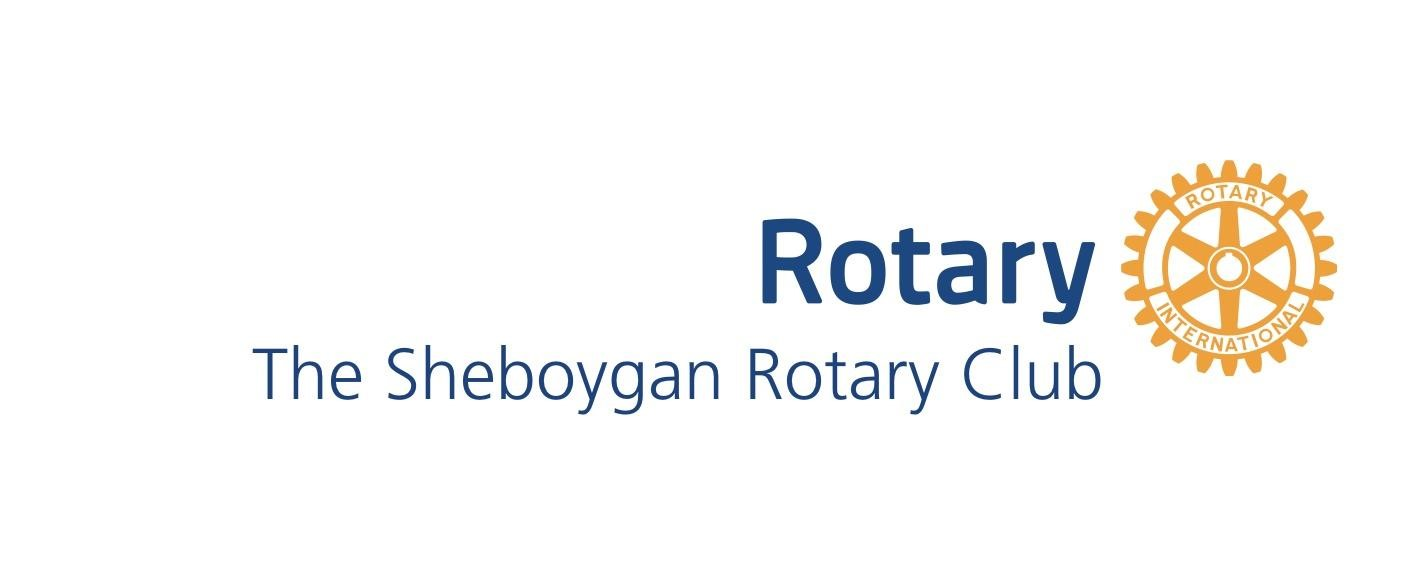 Rotary
ROTARY
INTERNATIONAL
The Sheboygan Rotary Club